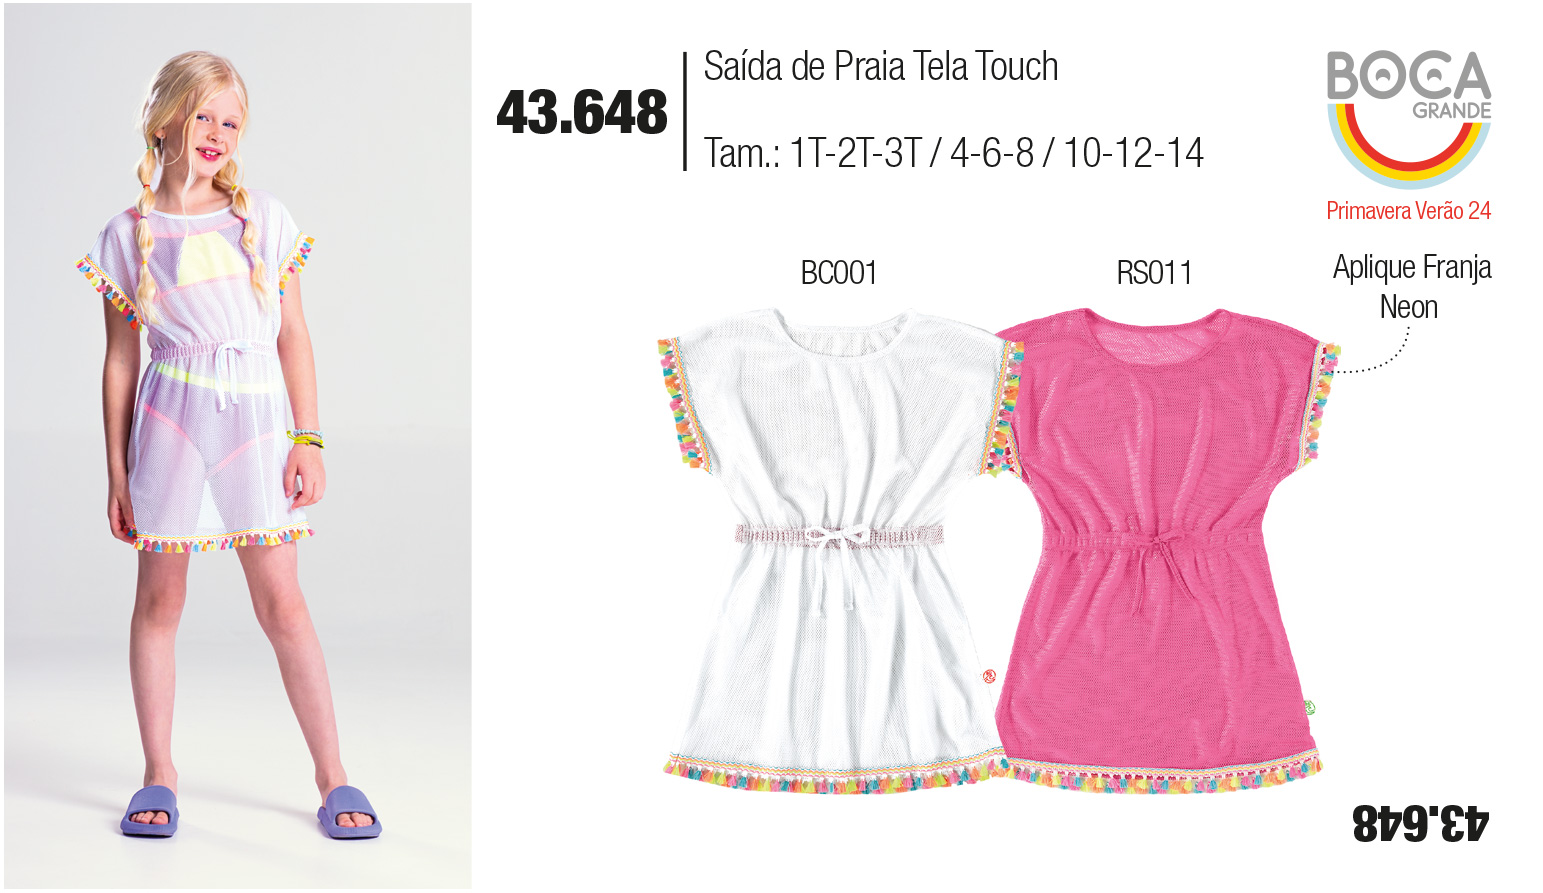 43.648
Saída de Praia Tela Touch
Tam.: 1T-2T-3T / 4-6-8 / 10-12-14
BOCA
GRANDE
Primavera Verão 24
BC001
RS011
Aplique Franja
Neon
43.648